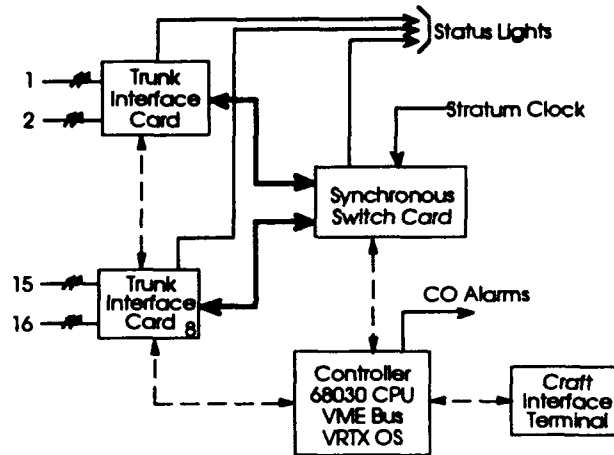 Status Lights
1
2
Trunk
Interface
Card
Stratum Clock
Synchronous
Switch Card
15
16
Trunk
Interface
Card 8
CO Alarms
Controller
68030 CPU
VME Bus
VRTX OS
Craft
Interface
Terminal